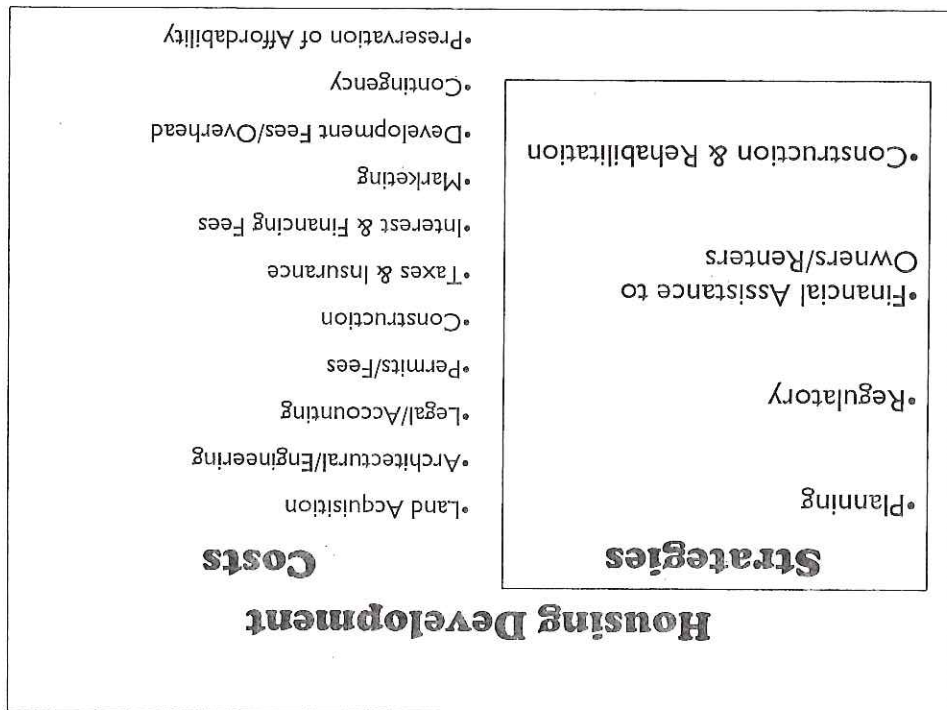 Housing Development
Strategies
•Planning
•Regulatory
•Financial Assistance to
Owners/Renters
•Construction & Rehabilitation
Costs
•Land Acquisition
•Architectural/Engineering
•Legal/Accounting
•Permits/Fees
•Construction
•Taxes & Insurance
•Interest & Financing Fees
•Marketing
•Development Fees/Overhead
•Contingency
•Preservation of Affordability